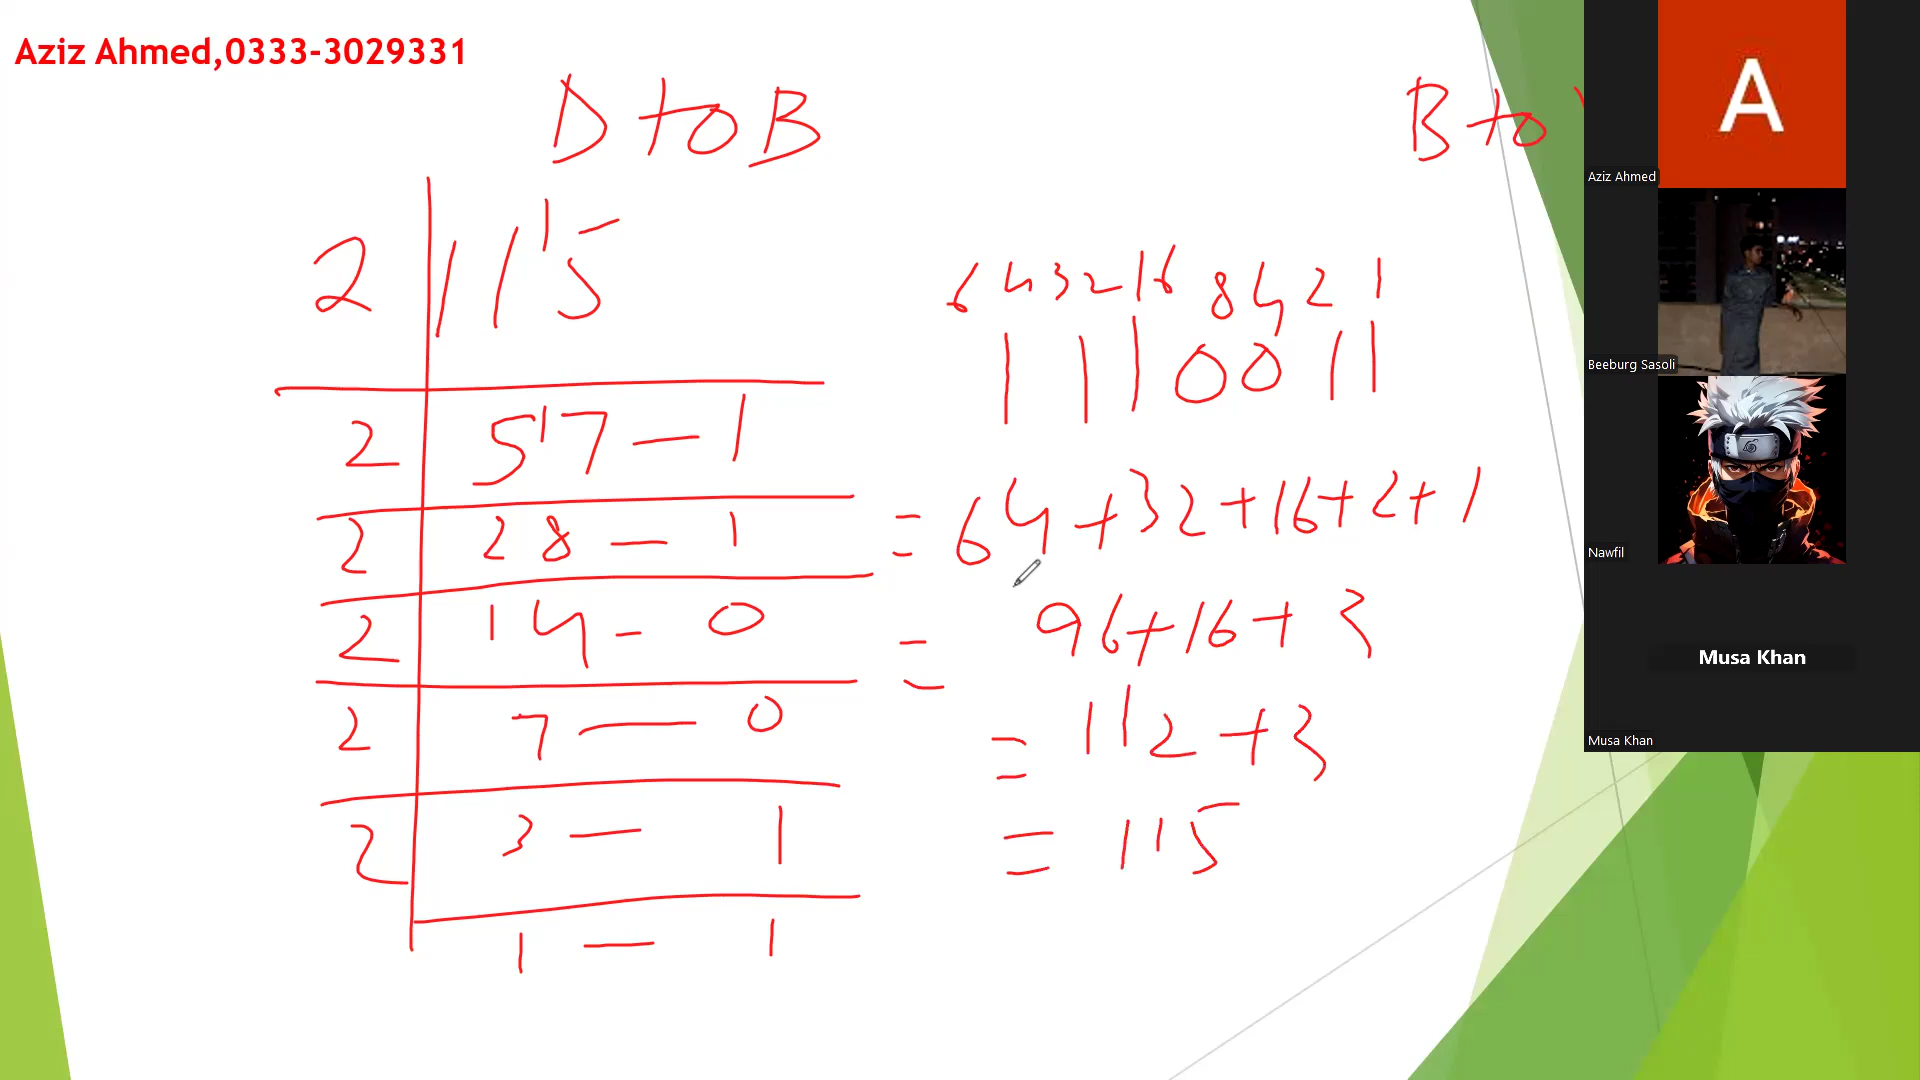 Aziz Ahmed,0333-3029331
D to B
B to
2 115
2 57 — 1
2 28 — 1
2 14 - 0
2 7 — 0
2 3 — 1
1 — 1
64 32 16 8 4 2 1
1 1 1 0 0 1 1
= 64 + 32 + 16 + 2 + 1
= 96 + 16 + 3
= 112 + 3
= 115
A
Aziz Ahmed
Beeburg Sasoli
Nawfil
Musa Khan
Musa Khan